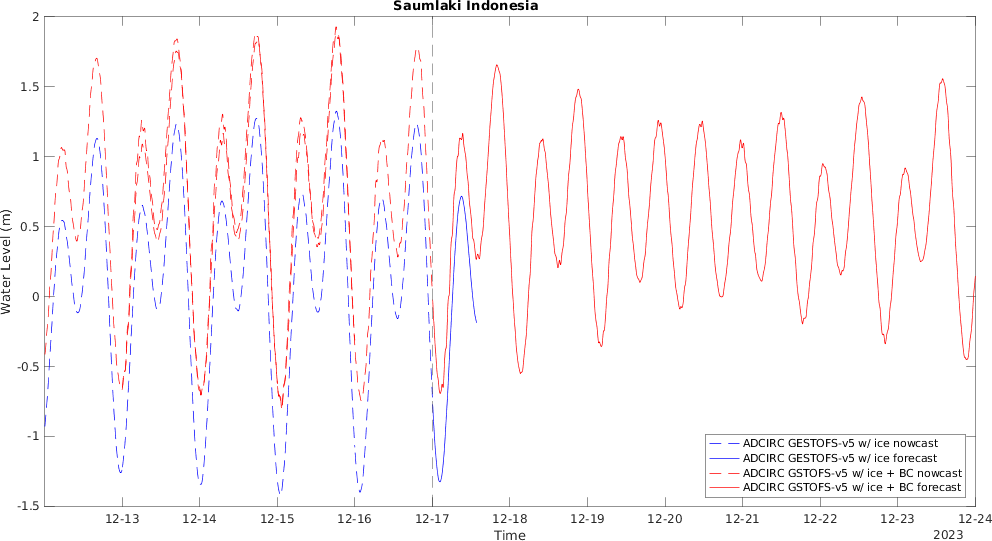 Saumlaki Indonesia
2
1.5
1
0.5
0
-0.5
-1
-1.5
Water Level (m)
12-13 12-14 12-15 12-16 12-17 12-18 12-19 12-20 12-21 12-22 12-23 12-24
Time
2023
ADCIRC GESTOFS-v5 w/ ice nowcast
ADCIRC GESTOFS-v5 w/ ice forecast
ADCIRC GSTOFS-v5 w/ ice + BC nowcast
ADCIRC GSTOFS-v5 w/ ice + BC forecast